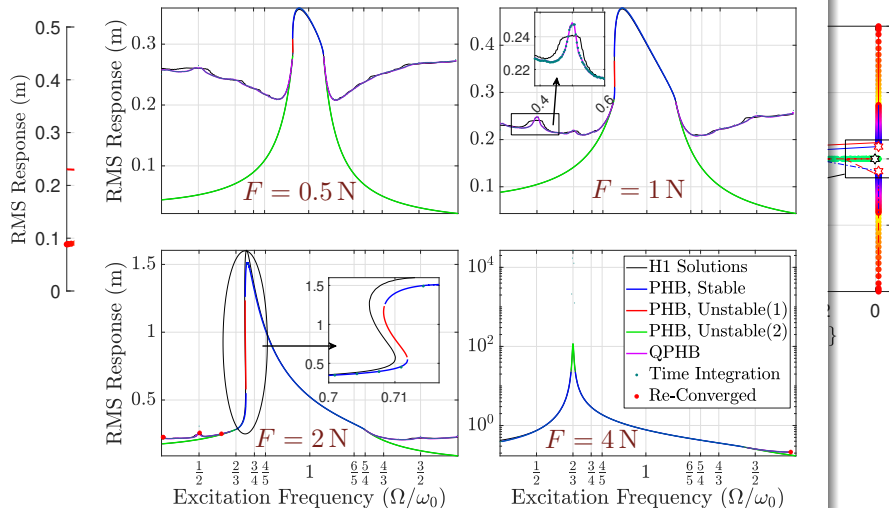 RMS Response (m)
0.5
0.4
0.3
0.2
0.1
0
RMS Response (m)
0.3
0.2
0.1
F = 0.5 N
RMS Response (m)
0.4
0.3
0.2
0.1
0.24
0.22
0.4
0.6
F = 1 N
RMS Response (m)
1.5
1
0.5
1.5
1
0.5
0.7
0.71
F = 2 N
1/2
2/3
3/4
4/5
1
6/5
5/4
4/3
3/2
Excitation Frequency (Ω/ω₀)
10⁴
10²
10⁰
H1 Solutions
PHB, Stable
PHB, Unstable(1)
PHB, Unstable(2)
QPHB
Time Integration
Re-Converged
F = 4 N
1/2
2/3
3/4
4/5
1
6/5
5/4
4/3
3/2
Excitation Frequency (Ω/ω₀)
0
}